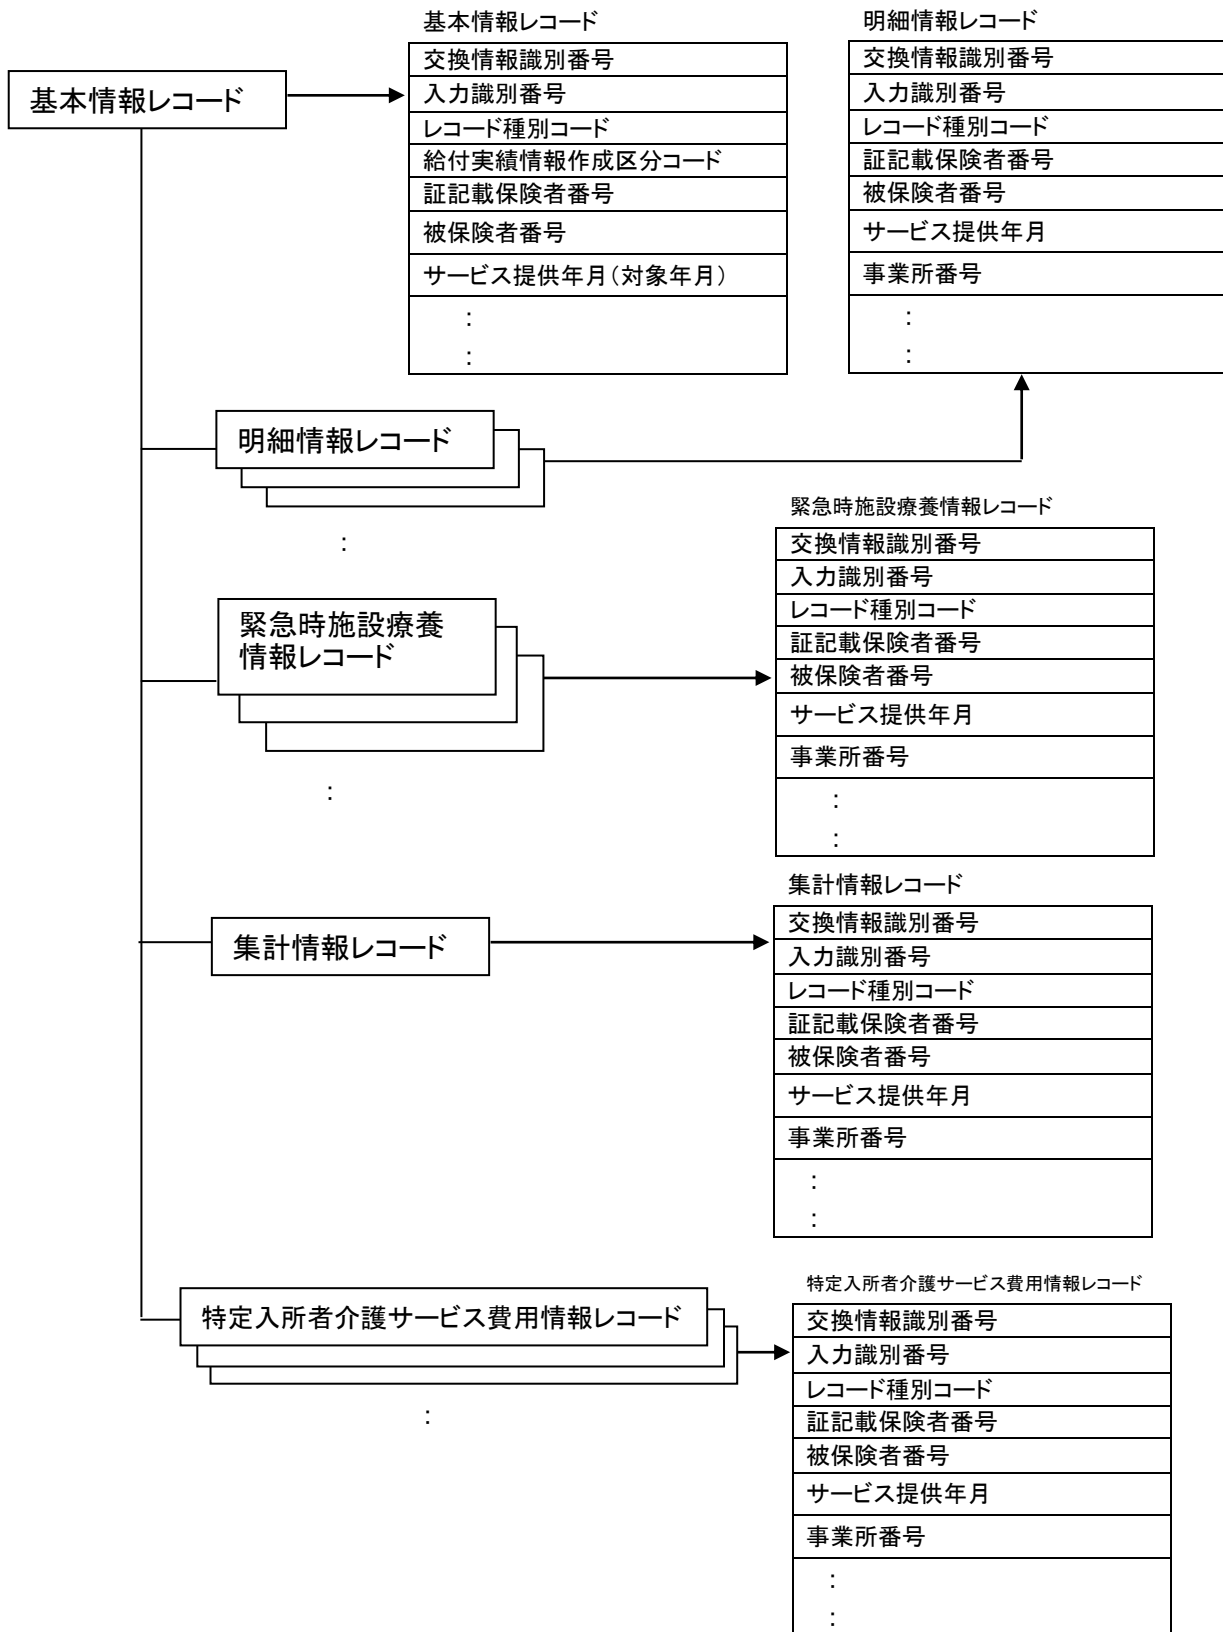 基本情報レコード
基本情報レコード
交換情報識別番号
入力識別番号
レコード種別コード
給付実績情報作成区分コード
証記載保険者番号
被保険者番号
サービス提供年月（対象年月）
：
：
明細情報レコード
交換情報識別番号
入力識別番号
レコード種別コード
証記載保険者番号
被保険者番号
サービス提供年月
事業所番号
：
：
明細情報レコード
：
緊急時施設療養
情報レコード
：
緊急時施設療養情報レコード
交換情報識別番号
入力識別番号
レコード種別コード
証記載保険者番号
被保険者番号
サービス提供年月
事業所番号
：
：
集計情報レコード
集計情報レコード
交換情報識別番号
入力識別番号
レコード種別コード
証記載保険者番号
被保険者番号
サービス提供年月
事業所番号
：
：
特定入所者介護サービス費用情報レコード
：
特定入所者介護サービス費用情報レコード
交換情報識別番号
入力識別番号
レコード種別コード
証記載保険者番号
被保険者番号
サービス提供年月
事業所番号
：
：